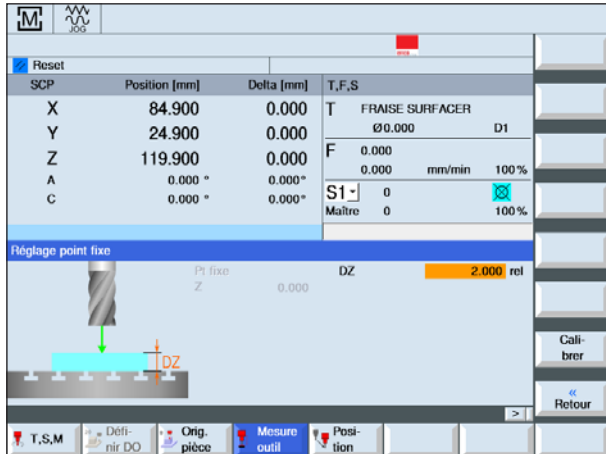 M JOG
Reset
SCP Position [mm] Delta [mm] T,F,S
X 84.900 0.000 T FRAISE SURFACER
Y 24.900 0.000 Ø0.000 D1
Z 119.900 0.000 F 0.000
0.000 mm/min 100%
A 0.000 ° 0.000°
C 0.000 ° 0.000° S1 0
Maître 0 100%
Réglage point fixe
Pt fixe DZ 2.000 rel
Z 0.000
DZ
Cali-
brer
«
Retour
>
T,S,M
Défi-
nir DO
Orig.
pièce
Mesure
outil
Posi-
tion